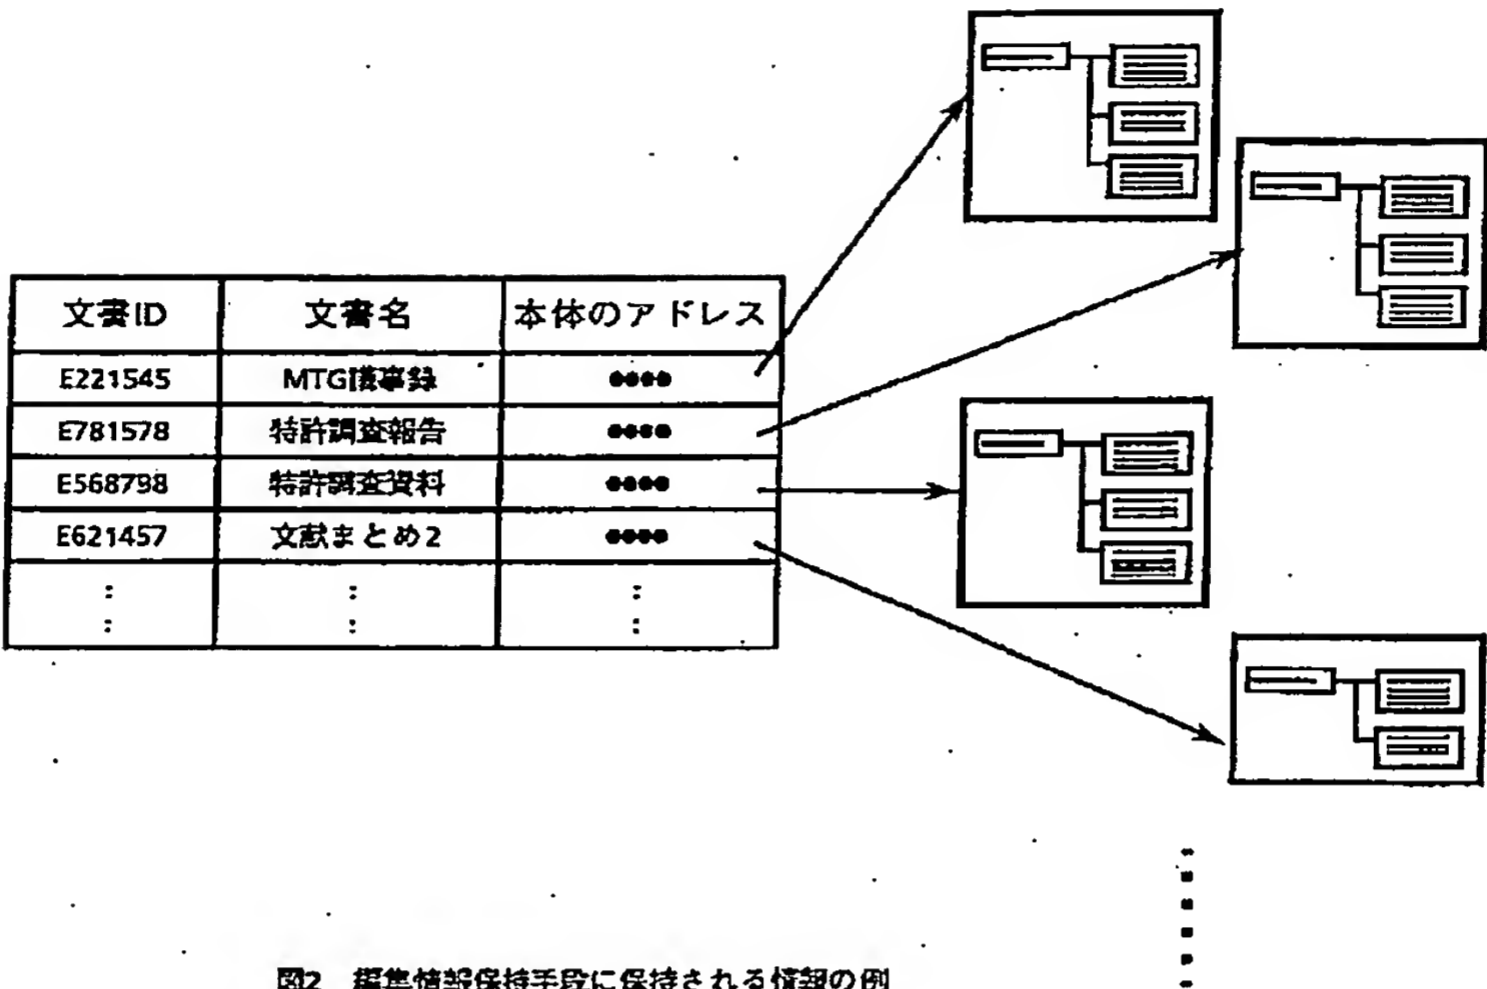 文書ID 文書名 本体のアドレス
E221545 MTG議事録 ●●●●
E781578 特許調査報告 ●●●●
E568798 特許調査資料 ●●●●
E621457 文献まとめ2 ●●●●
図2 編集情報保持手段に保持される情報の例